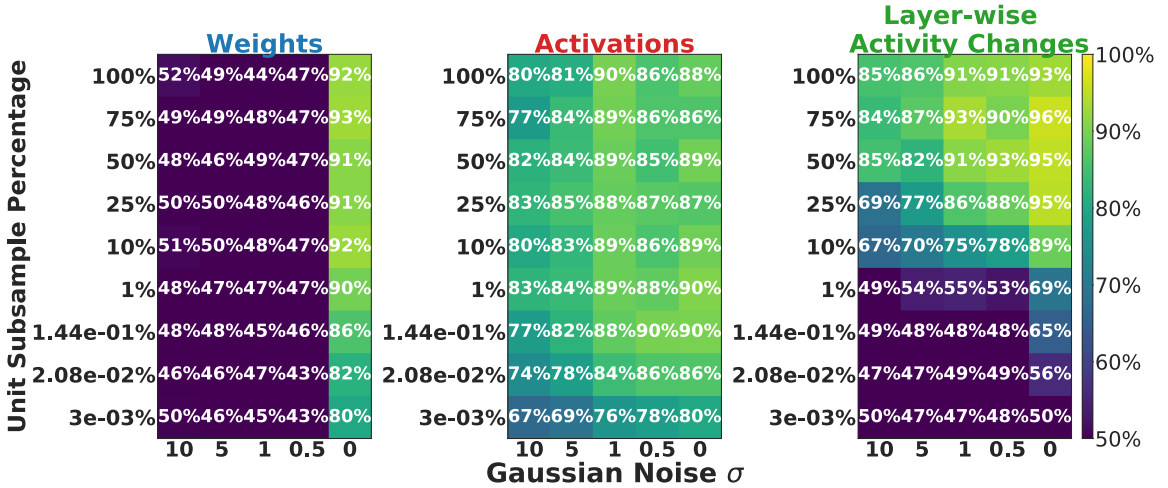 Weights
Activations
Layer-wise
Activity Changes
Unit Subsample Percentage
100% 52% 49% 44% 47% 92%
75% 49% 49% 48% 47% 93%
50% 48% 46% 49% 47% 91%
25% 50% 50% 48% 46% 91%
10% 51% 50% 48% 47% 92%
1% 48% 47% 47% 47% 90%
1.44e-01% 48% 48% 45% 46% 86%
2.08e-02% 46% 46% 47% 43% 82%
3e-03% 50% 46% 45% 43% 80%
10 5 1 0.5 0
100% 80% 81% 90% 86% 88%
75% 77% 84% 89% 86% 86%
50% 82% 84% 89% 85% 89%
25% 83% 85% 88% 87% 87%
10% 80% 83% 89% 86% 89%
1% 83% 84% 89% 88% 90%
1.44e-01% 77% 82% 88% 90% 90%
2.08e-02% 74% 78% 84% 86% 86%
3e-03% 67% 69% 76% 78% 80%
10 5 1 0.5 0
100% 85% 86% 91% 91% 93%
75% 84% 87% 93% 90% 96%
50% 85% 82% 91% 93% 95%
25% 69% 77% 86% 88% 95%
10% 67% 70% 75% 78% 89%
1% 49% 54% 55% 53% 69%
1.44e-01% 49% 48% 48% 48% 65%
2.08e-02% 47% 47% 49% 49% 56%
3e-03% 50% 47% 47% 48% 50%
10 5 1 0.5 0
100%
90%
80%
70%
60%
50%
Gaussian Noise σ